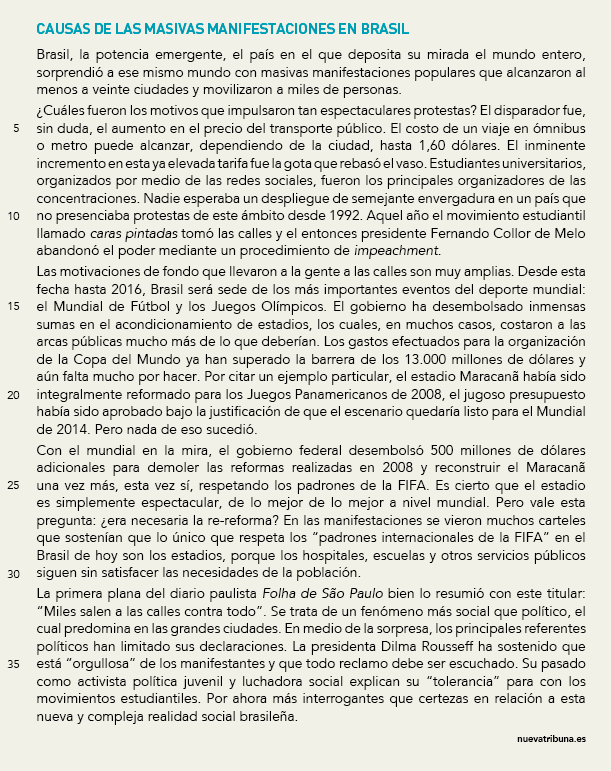 CAUSAS DE LAS MASIVAS MANIFESTACIONES EN BRASIL
Brasil, la potencia emergente, el país en el que deposita su mirada el mundo entero,
sorprendió a ese mismo mundo con masivas manifestaciones populares que alcanzaron al
menos a veinte ciudades y movilizaron a miles de personas.
¿Cuáles fueron los motivos que impulsaron tan espectaculares protestas? El disparador fue,
5 sin duda, el aumento en el precio del transporte público. El costo de un viaje en ómnibus
o metro puede alcanzar, dependiendo de la ciudad, hasta 1,60 dólares. El inminente
incremento en esta ya elevada tarifa fue la gota que rebasó el vaso. Estudiantes universitarios,
organizados por medio de las redes sociales, fueron los principales organizadores de las
concentraciones. Nadie esperaba un despliegue de semejante envergadura en un país que
10 no presenciaba protestas de este ámbito desde 1992. Aquel año el movimiento estudiantil
llamado caras pintadas tomó las calles y el entonces presidente Fernando Collor de Melo
abandonó el poder mediante un procedimiento de impeachment.
Las motivaciones de fondo que llevaron a la gente a las calles son muy amplias. Desde esta
fecha hasta 2016, Brasil será sede de los más importantes eventos del deporte mundial:
15 el Mundial de Fútbol y los Juegos Olímpicos. El gobierno ha desembolsado inmensas
sumas en el acondicionamiento de estadios, los cuales, en muchos casos, costaron a las
arcas públicas mucho más de lo que deberían. Los gastos efectuados para la organización
de la Copa del Mundo ya han superado la barrera de los 13.000 millones de dólares y
aún falta mucho por hacer. Por citar un ejemplo particular, el estadio Maracanã había sido
20 integralmente reformado para los Juegos Panamericanos de 2008, el jugoso presupuesto
había sido aprobado bajo la justificación de que el escenario quedaría listo para el Mundial
de 2014. Pero nada de eso sucedió.
Con el mundial en la mira, el gobierno federal desembolsó 500 millones de dólares
adicionales para demoler las reformas realizadas en 2008 y reconstruir el Maracanã
25 una vez más, esta vez sí, respetando los padrones de la FIFA. Es cierto que el estadio
es simplemente espectacular, de lo mejor de lo mejor a nivel mundial. Pero vale esta
pregunta: ¿era necesaria la re-reforma? En las manifestaciones se vieron muchos carteles
que sostenían que lo único que respeta los “padrones internacionales de la FIFA” en el
Brasil de hoy son los estadios, porque los hospitales, escuelas y otros servicios públicos
30 siguen sin satisfacer las necesidades de la población.
La primera plana del diario paulista Folha de São Paulo bien lo resumió con este titular:
“Miles salen a las calles contra todo”. Se trata de un fenómeno más social que político, el
cual predomina en las grandes ciudades. En medio de la sorpresa, los principales referentes
políticos han limitado sus declaraciones. La presidenta Dilma Rousseff ha sostenido que
35 está “orgullosa” de los manifestantes y que todo reclamo debe ser escuchado. Su pasado
como activista política juvenil y luchadora social explican su “tolerancia” para con los
movimientos estudiantiles. Por ahora más interrogantes que certezas en relación a esta
nueva y compleja realidad social brasileña.
nuevatribuna.es